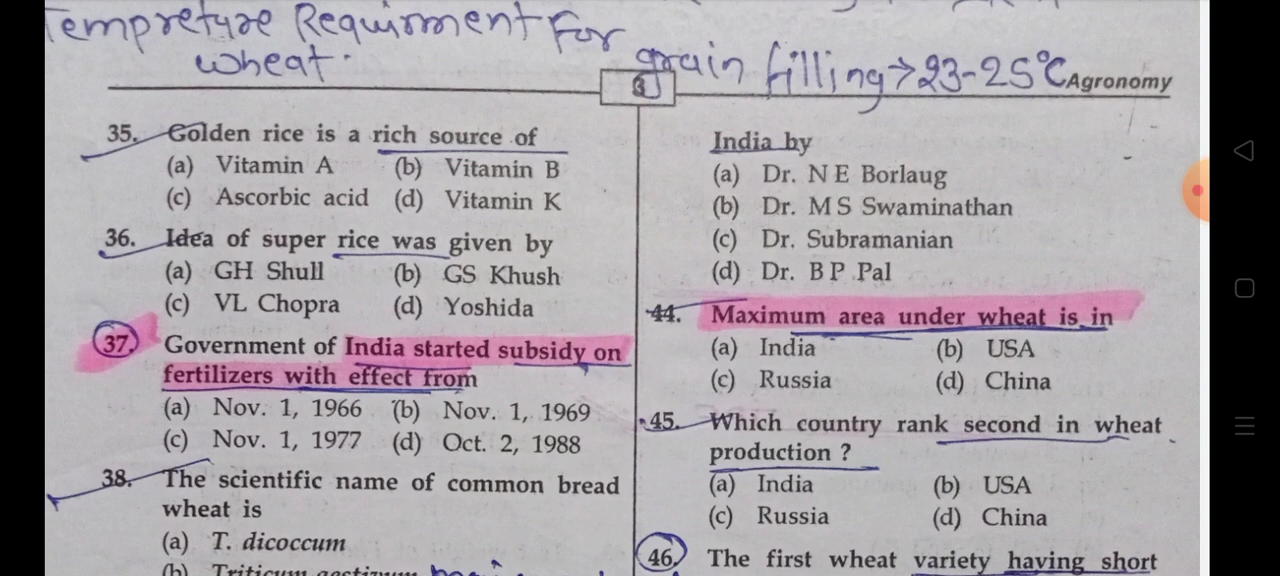 Tempretyre Requirment For
wheat.
grain filling → 23-25°C
Agronomy
35. Golden rice is a rich source of
(a) Vitamin A (b) Vitamin B
(c) Ascorbic acid (d) Vitamin K
36. Idea of super rice was given by
(a) GH Shull (b) GS Khush
(c) VL Chopra (d) Yoshida
37. Government of India started subsidy on
fertilizers with effect from
(a) Nov. 1, 1966 (b) Nov. 1, 1969
(c) Nov. 1, 1977 (d) Oct. 2, 1988
38. The scientific name of common bread
wheat is
(a) T. dicoccum
(b) Triticum aestivum
India by
(a) Dr. N E Borlaug
(b) Dr. M S Swaminathan
(c) Dr. Subramanian
(d) Dr. B P Pal
44. Maximum area under wheat is in
(a) India (b) USA
(c) Russia (d) China
45. Which country rank second in wheat
production ?
(a) India (b) USA
(c) Russia (d) China
46. The first wheat variety having short